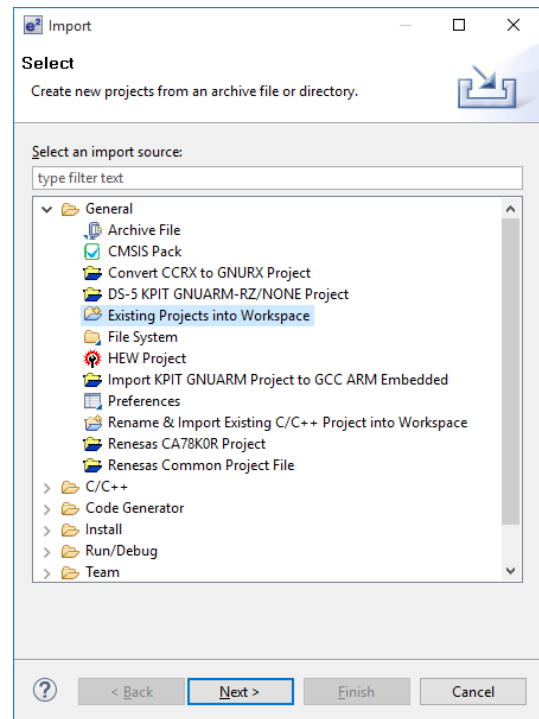 e² Import
Select
Create new projects from an archive file or directory.
Select an import source:
type filter text
General
Archive File
CMSIS Pack
Convert CCRX to GNURX Project
DS-5 KPIT GNUARM-RZ/NONE Project
Existing Projects into Workspace
File System
HEW Project
Import KPIT GNUARM Project to GCC ARM Embedded
Preferences
Rename & Import Existing C/C++ Project into Workspace
Renesas CA78K0R Project
Renesas Common Project File
C/C++
Code Generator
Install
Run/Debug
Team
? < Back Next > Finish Cancel